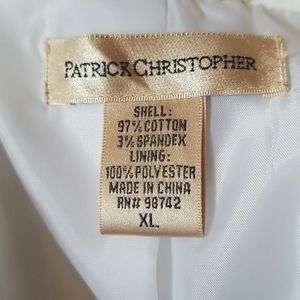 PATRICK CHRISTOPHER
SHELL:
97% COTTON
3% SPANDEX
LINING:
100% POLYESTER
MADE IN CHINA
RN# 98742
XL